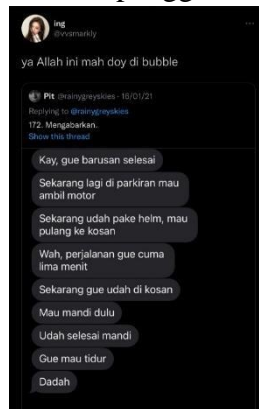 ing
@vvsmarkly
ya Allah ini mah doy di bubble
Pit @rainygreyskies · 18/01/21
Replying to @rainygreyskies
172. Mengabarkan.
Show this thread
Kay, gue barusan selesai
Sekarang lagi di parkiran mau
ambil motor
Sekarang udah pake helm, mau
pulang ke kosan
Wah, perjalanan gue cuma
lima menit
Sekarang gue udah di kosan
Mau mandi dulu
Udah selesai mandi
Gue mau tidur
Dadah